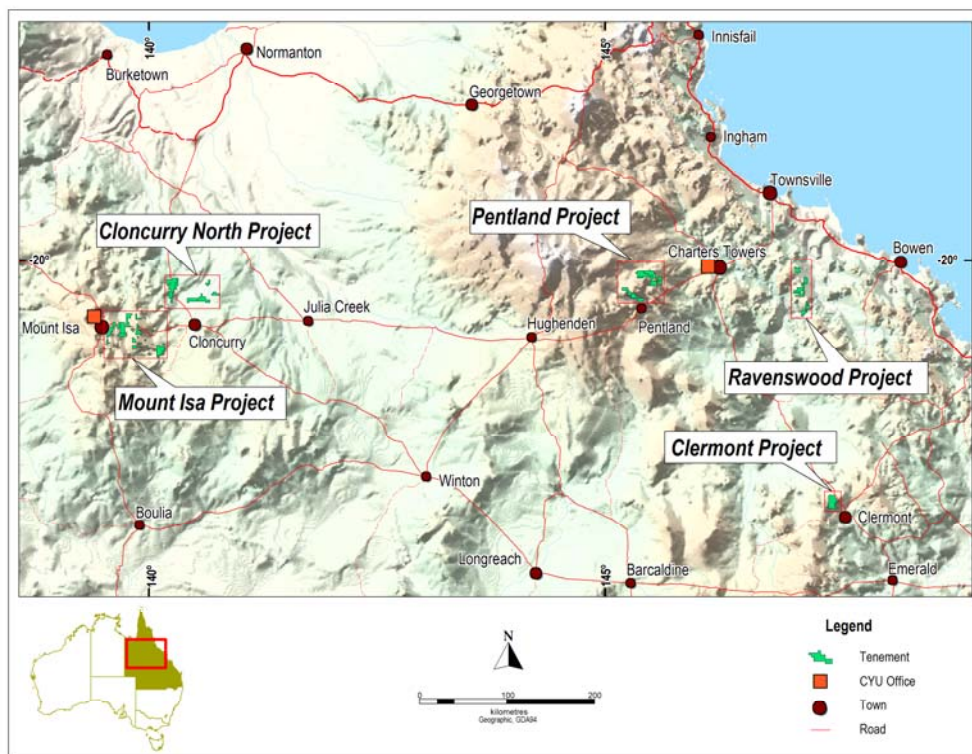 140°
145°
Innisfail
Burketown
Normanton
Georgetown
Ingham
Townsville
Cloncurry North Project
Pentland Project
Charters Towers
Bowen
-20°
-20°
Julia Creek
Mount Isa
Cloncurry
Hughenden
Pentland
Mount Isa Project
Ravenswood Project
Clermont Project
Winton
Boulia
Clermont
Longreach
Barcaldine
Emerald
140°
145°
N
0
100
200
kilometres
Geographic, GDA94
Legend
Tenement
CYU Office
Town
Road